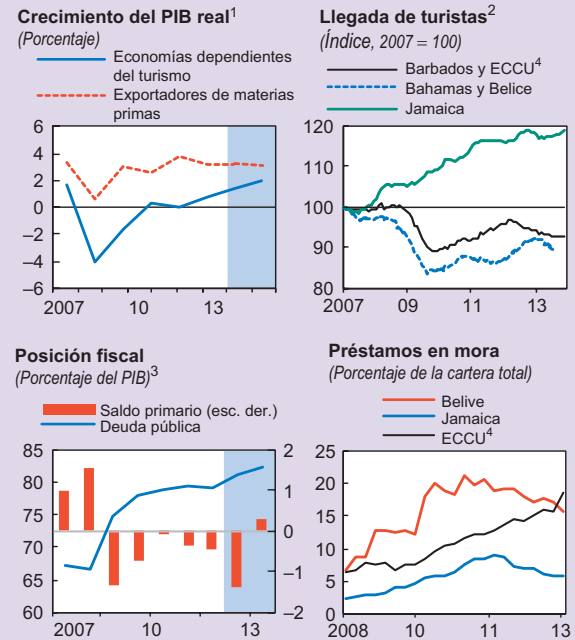 Crecimiento del PIB real1
(Porcentaje)
Economías dependientes
del turismo
Exportadores de materias
primas
6
4
2
0
–2
–4
–6
2007 10 13
Llegada de turistas2
(Índice, 2007 = 100)
Barbados y ECCU4
Bahamas y Belice
Jamaica
120
110
100
90
80
2007 09 11 13
Posición fiscal
(Porcentaje del PIB)3
Saldo primario (esc. der.)
Deuda pública
85
80
75
70
65
60
2
1
0
–1
–2
2007 10 13
Préstamos en mora
(Porcentaje de la cartera total)
Belive
Jamaica
ECCU4
25
20
15
10
5
0
2008 10 11 13